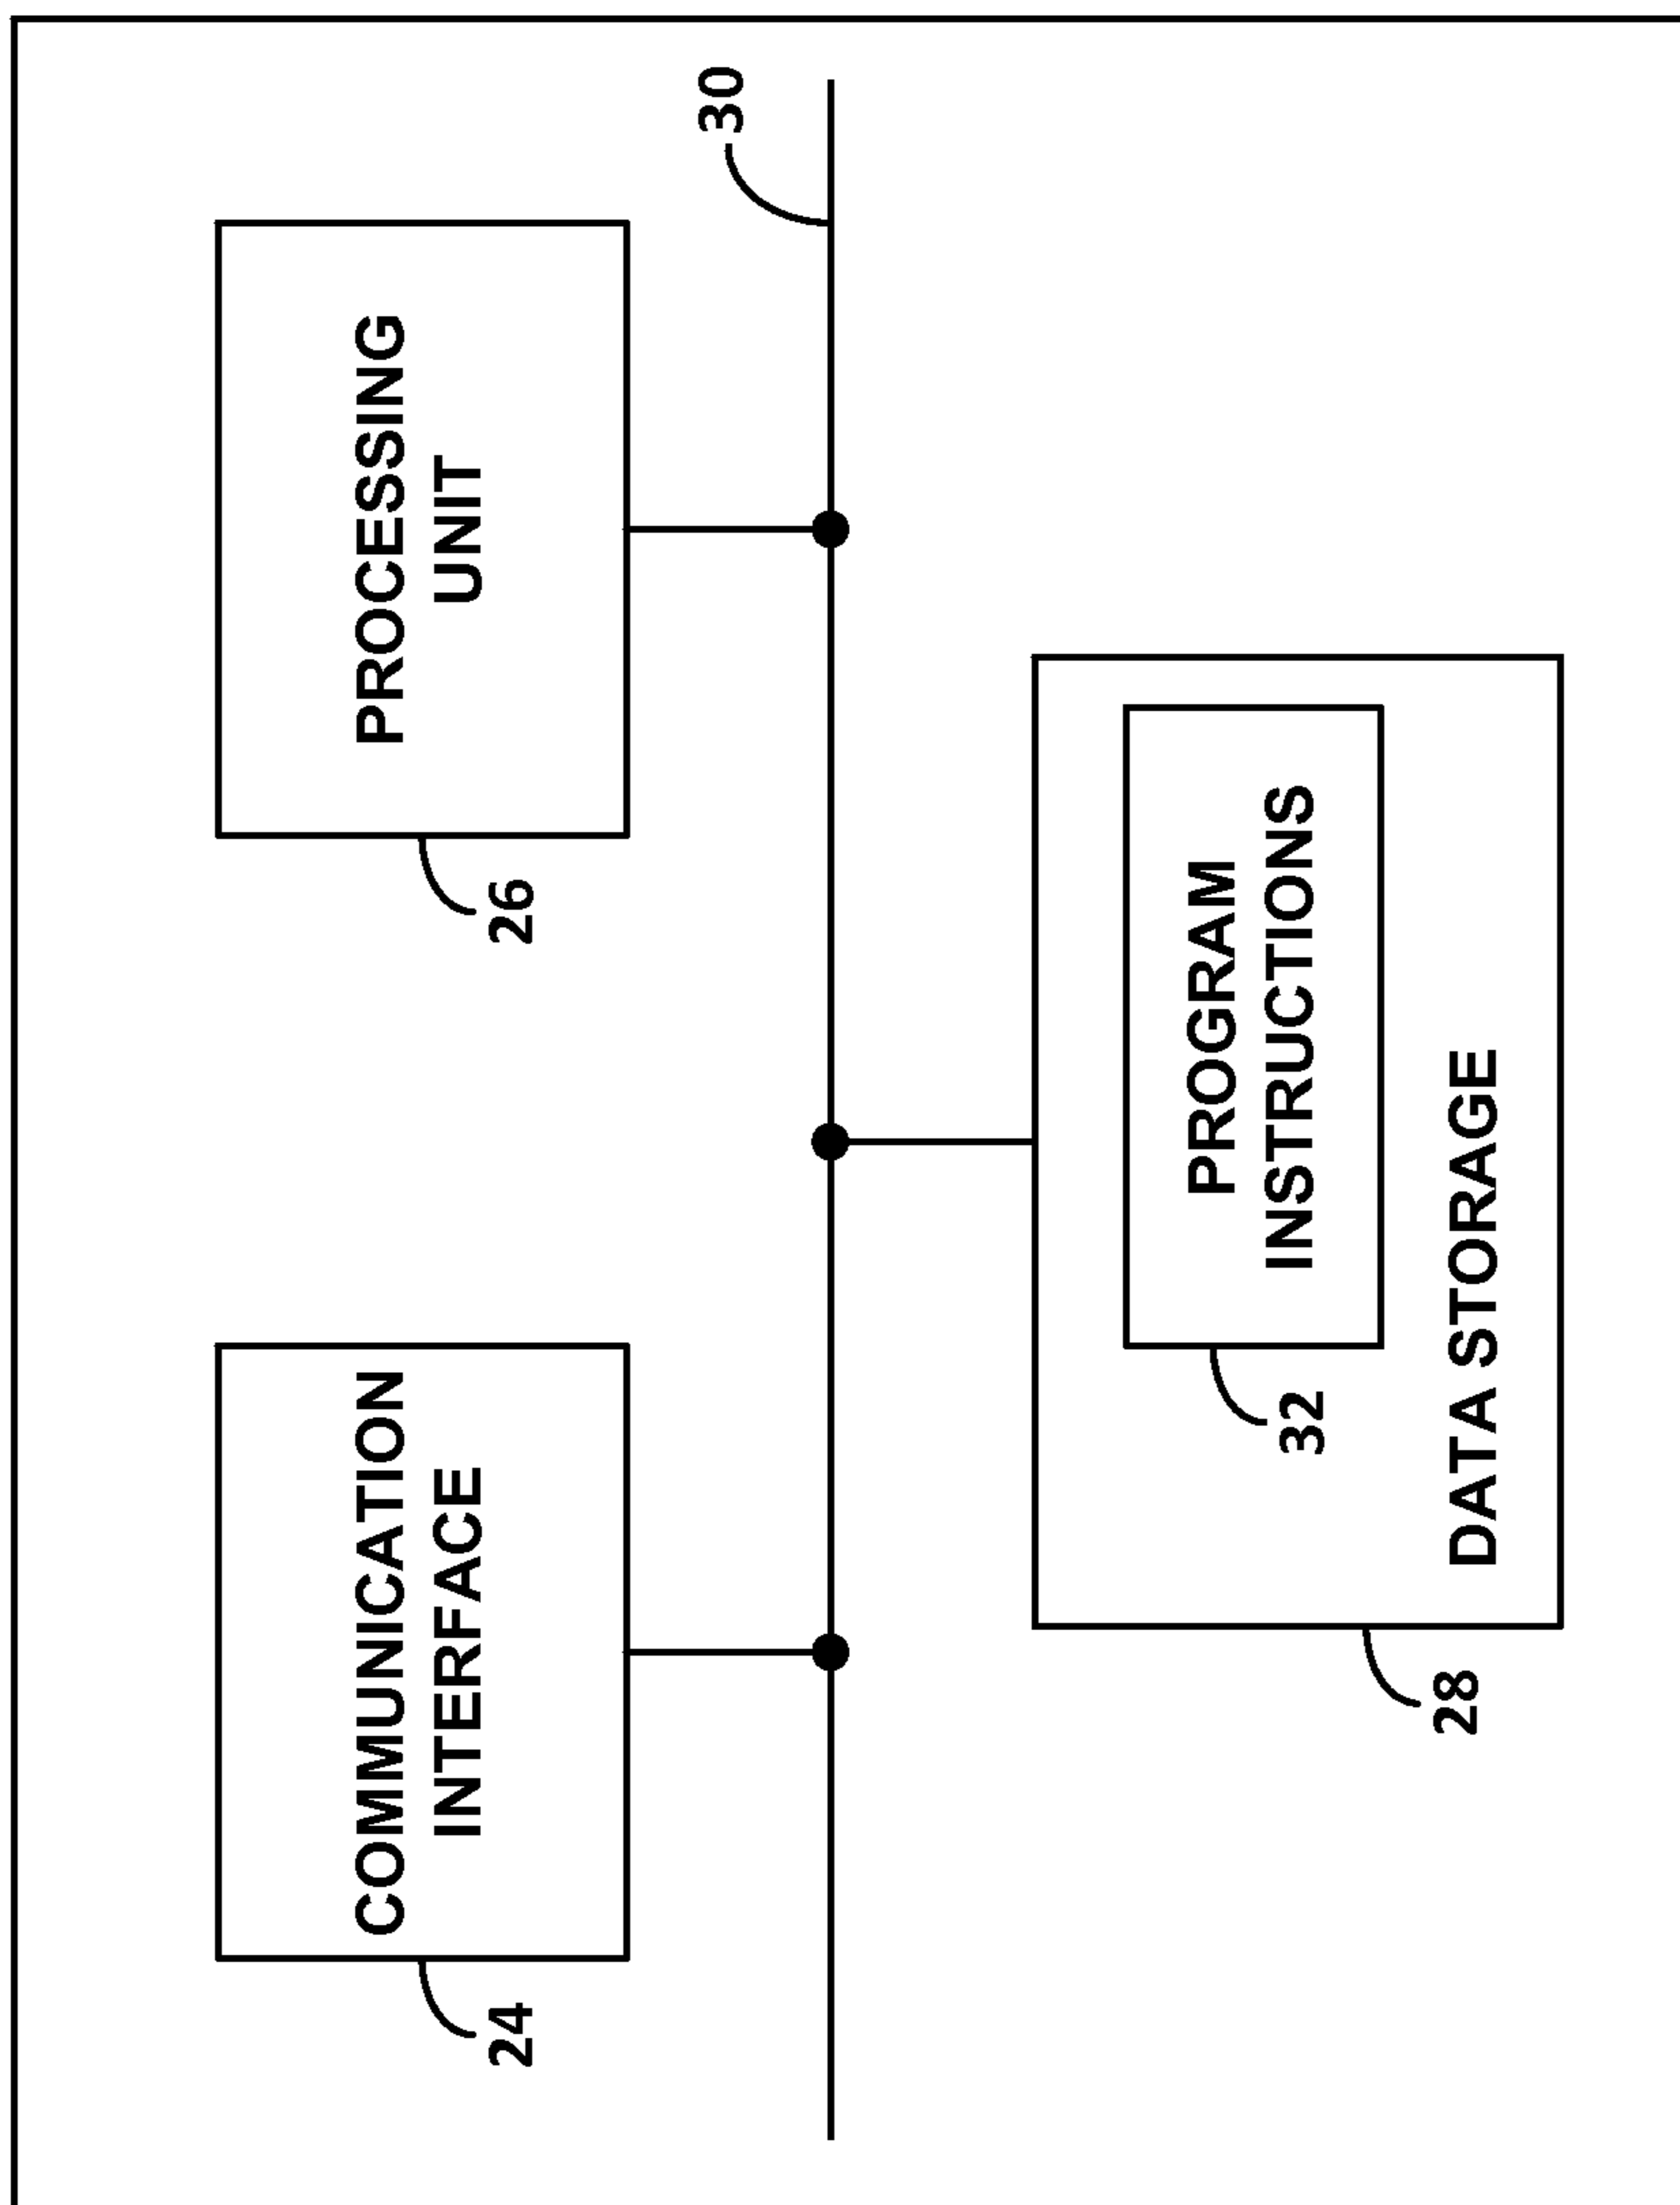 COMMUNICATION
INTERFACE
24
PROCESSING
UNIT
26
30
PROGRAM
INSTRUCTIONS
32
DATA STORAGE
28